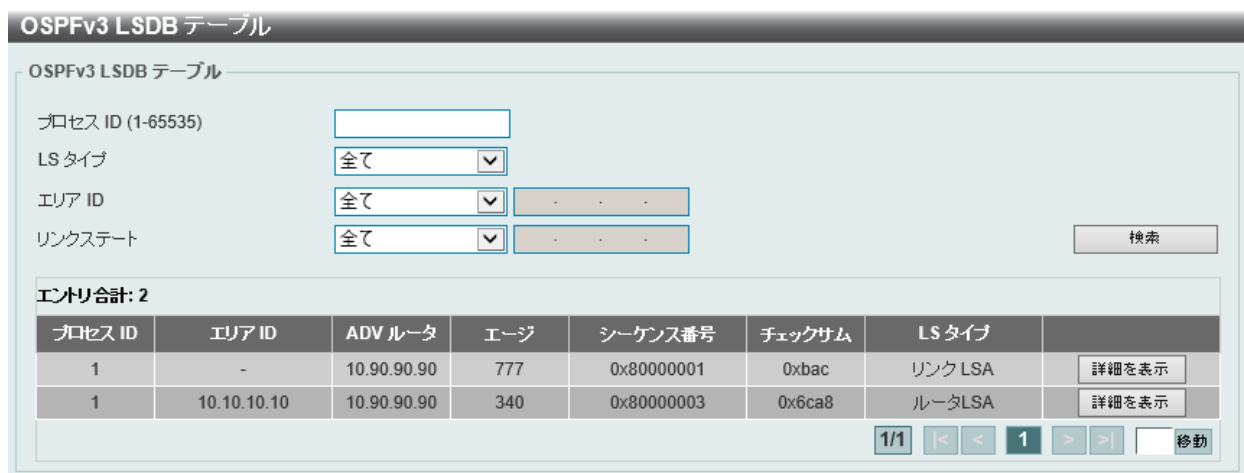 OSPFv3 LSDB テーブル
OSPFv3 LSDB テーブル
プロセス ID (1-65535)
LS タイプ 全て
エリア ID 全て . . .
リンクステート 全て . . . 検索
エントリ合計: 2
プロセス ID エリア ID ADV ルータ エージ シーケンス番号 チェックサム LS タイプ
1 - 10.90.90.90 777 0x80000001 0xbac リンク LSA 詳細を表示
1 10.10.10.10 10.90.90.90 340 0x80000003 0x6ca8 ルータLSA 詳細を表示
1/1 |< < 1 > >| 移動